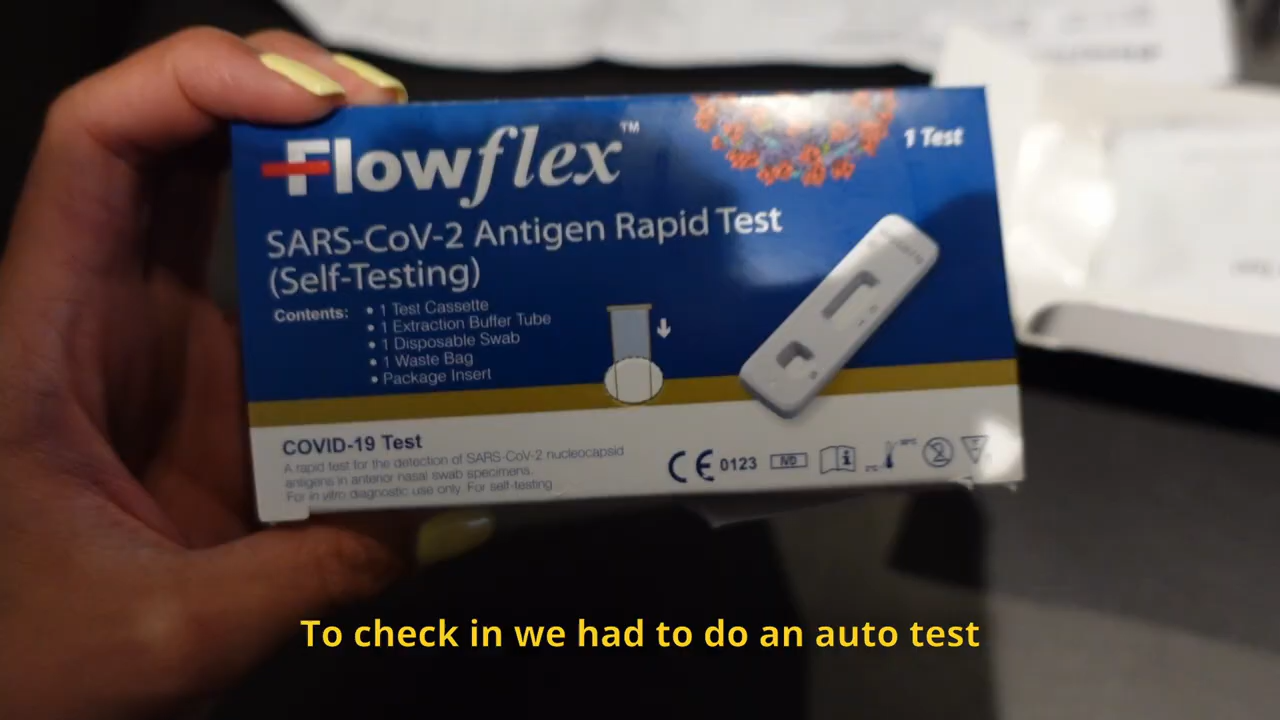 Flowflex™
1 Test
SARS-CoV-2 Antigen Rapid Test
(Self-Testing)
Contents:
• 1 Test Cassette
• 1 Extraction Buffer Tube
• 1 Disposable Swab
• 1 Waste Bag
• Package Insert
COVID-19 Test
A rapid test for the detection of SARS-CoV-2 nucleocapsid
antigens in anterior nasal swab specimens.
For in vitro diagnostic use only. For self-testing
CE 0123 IVD
To check in we had to do an auto test